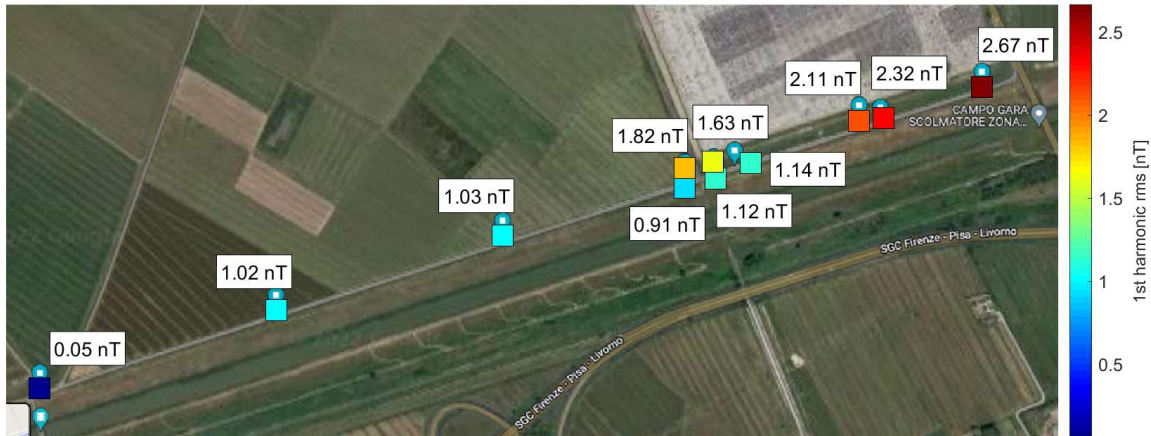 2.67 nT
2.11 nT
2.32 nT
CAMPO GARA
SCOLMATORE ZONA...
1.82 nT
1.63 nT
1.14 nT
1.03 nT
0.91 nT
1.12 nT
SGC Firenze - Pisa - Livorno
1.02 nT
0.05 nT
SGC Firenze - Pisa - Livorno
2.5
2
1.5
1
0.5
1st harmonic rms [nT]